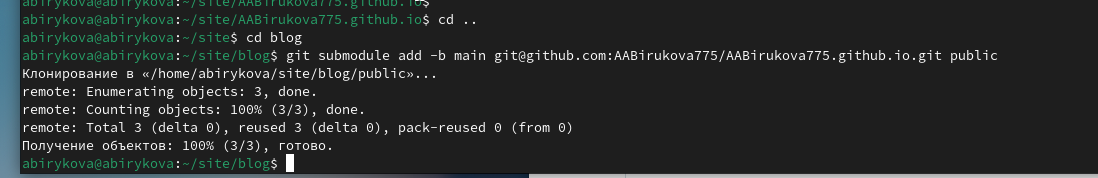 abirykova@abirykova:~/site/AABirukova775.github.io$
abirykova@abirykova:~/site/AABirukova775.github.io$ cd ..
abirykova@abirykova:~/site$ cd blog
abirykova@abirykova:~/site/blog$ git submodule add -b main git@github.com:AABirukova775/AABirukova775.github.io.git public
Клонирование в «/home/abirykova/site/blog/public»...
remote: Enumerating objects: 3, done.
remote: Counting objects: 100% (3/3), done.
remote: Total 3 (delta 0), reused 3 (delta 0), pack-reused 0 (from 0)
Получение объектов: 100% (3/3), готово.
abirykova@abirykova:~/site/blog$